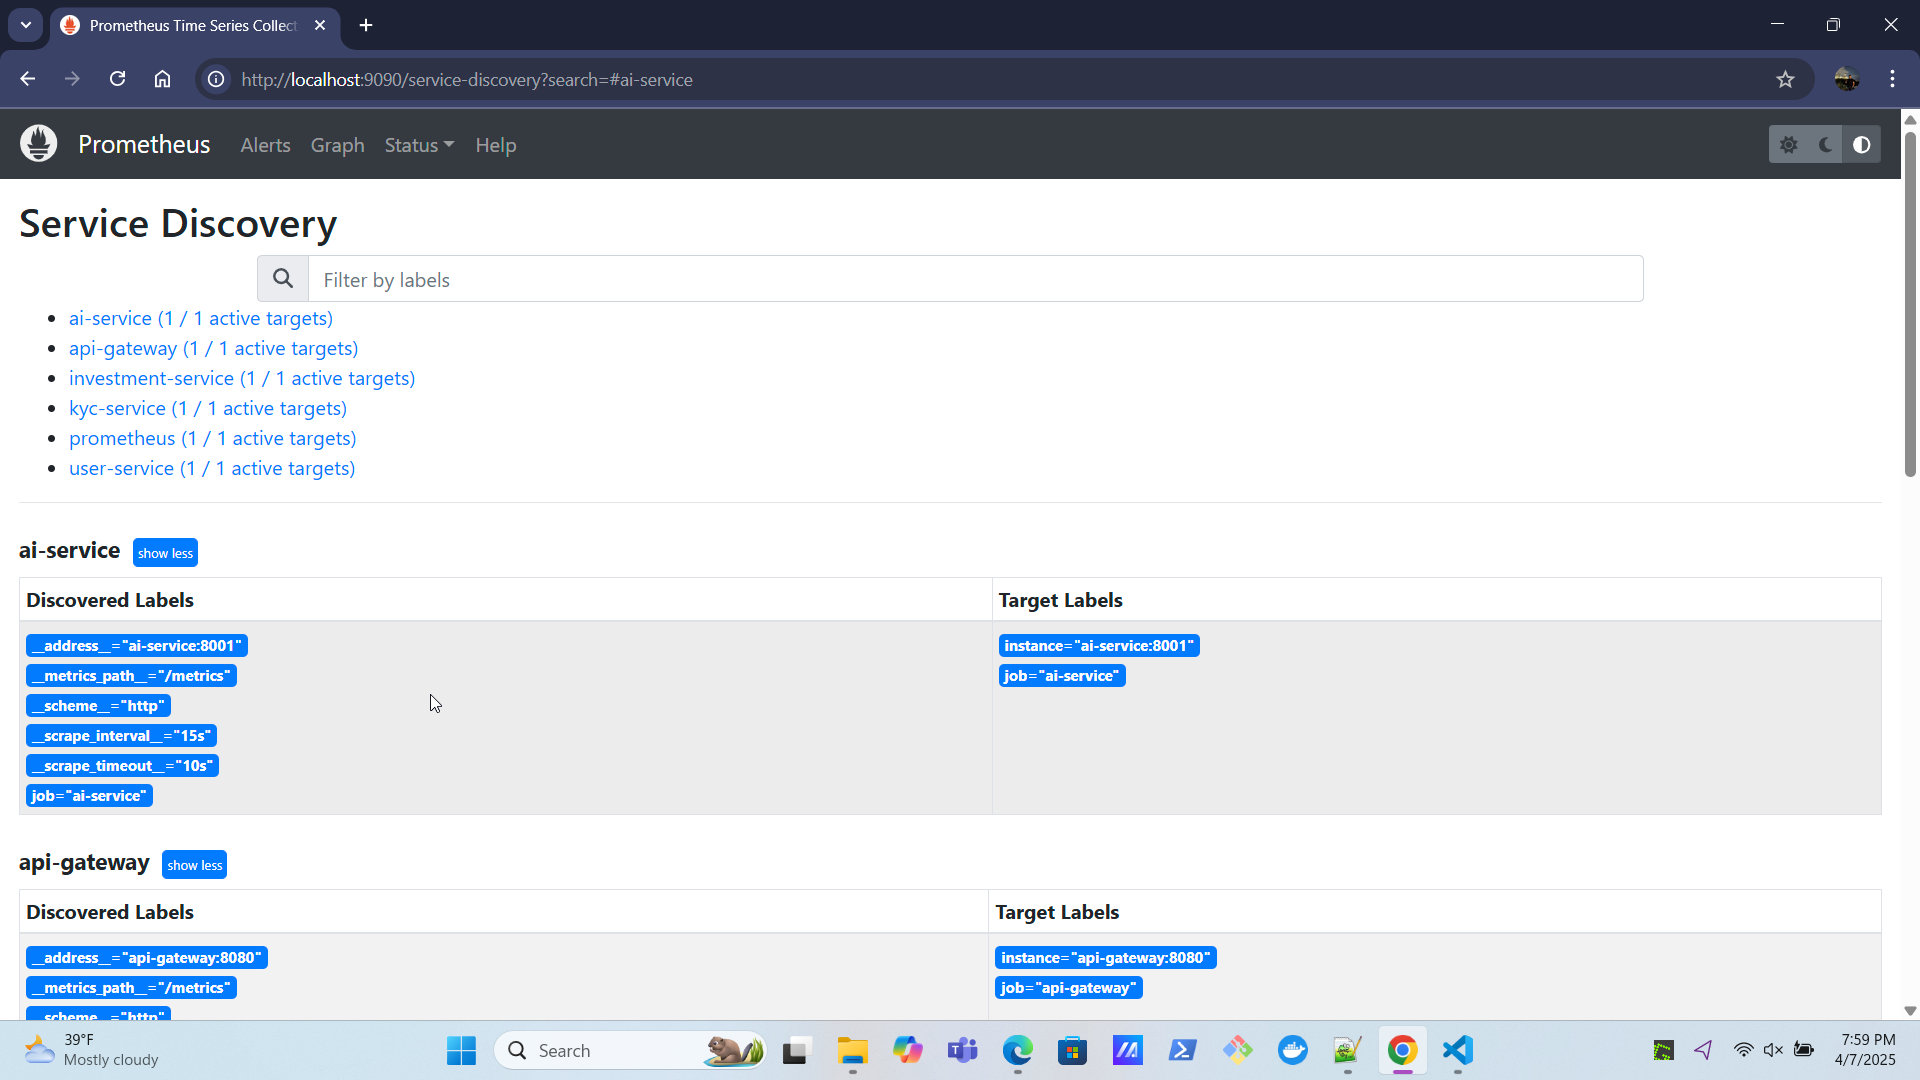 Prometheus Time Series Collect
http://localhost:9090/service-discovery?search=#ai-service
Prometheus Alerts Graph Status Help
Service Discovery
Filter by labels
ai-service (1 / 1 active targets)
api-gateway (1 / 1 active targets)
investment-service (1 / 1 active targets)
kyc-service (1 / 1 active targets)
prometheus (1 / 1 active targets)
user-service (1 / 1 active targets)
ai-service show less
Discovered Labels Target Labels
__address__="ai-service:8001" instance="ai-service:8001"
__metrics_path__="/metrics" job="ai-service"
__scheme__="http"
__scrape_interval__="15s"
__scrape_timeout__="10s"
job="ai-service"
api-gateway show less
Discovered Labels Target Labels
__address__="api-gateway:8080" instance="api-gateway:8080"
__metrics_path__="/metrics" job="api-gateway"
__scheme__="http"
39°F
Mostly cloudy
Search
7:59 PM
4/7/2025